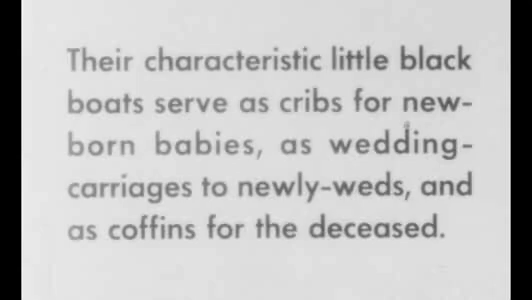 Their characteristic little black
boats serve as cribs for new-
born babies, as wedding-
carriages to newly-weds, and
as coffins for the deceased.